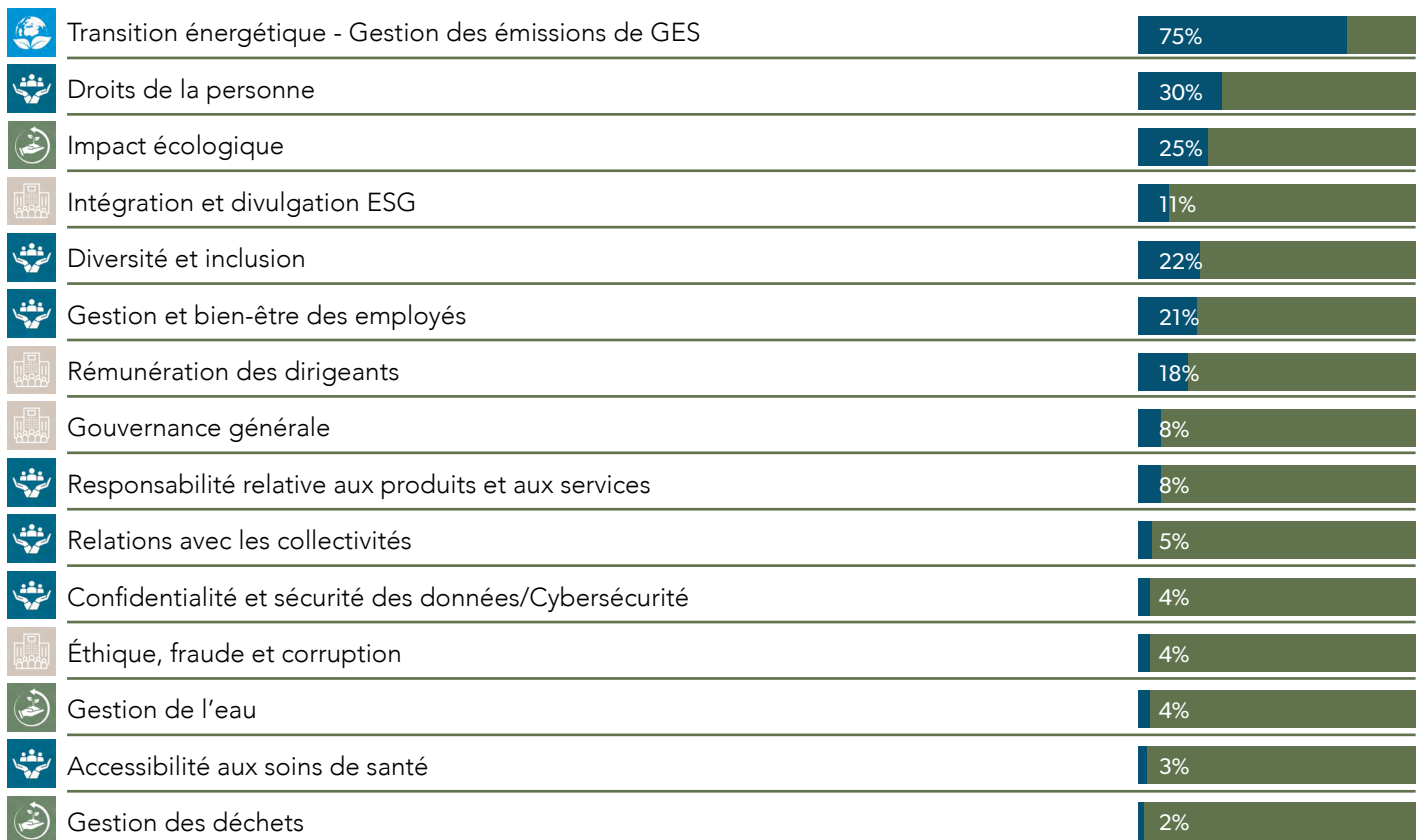 Transition énergétique - Gestion des émissions de GES 75%
Droits de la personne 30%
Impact écologique 25%
Intégration et divulgation ESG 11%
Diversité et inclusion 22%
Gestion et bien-être des employés 21%
Rémunération des dirigeants 18%
Gouvernance générale 8%
Responsabilité relative aux produits et aux services 8%
Relations avec les collectivités 5%
Confidentialité et sécurité des données/Cybersécurité 4%
Éthique, fraude et corruption 4%
Gestion de l’eau 4%
Accessibilité aux soins de santé 3%
Gestion des déchets 2%